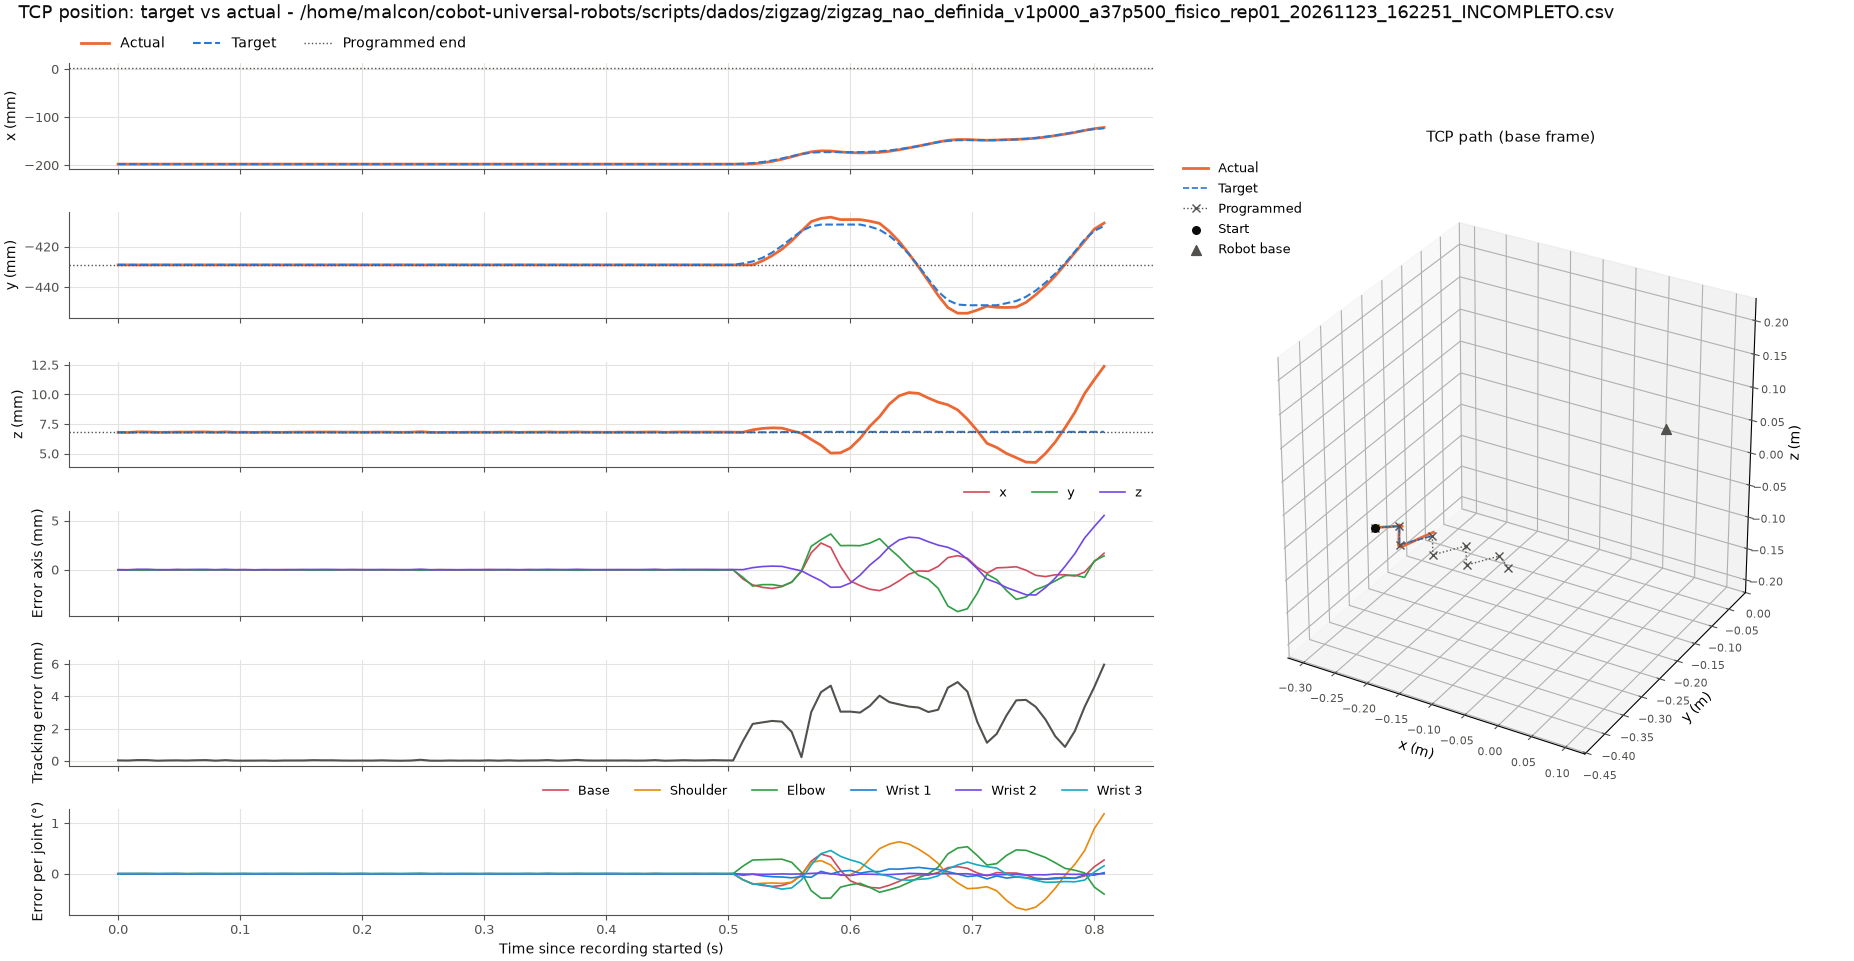 TCP position: target vs actual - /home/malcon/cobot-universal-robots/scripts/dados/zigzag/zigzag_nao_definida_v1p000_a37p500_fisico_rep01_20261123_162251_INCOMPLETO.csv
Actual Target Programmed end
x (mm)
0
−100
−200
y (mm)
−420
−440
z (mm)
12.5
10.0
7.5
5.0
x y z
Error axis (mm)
5
0
Tracking error (mm)
6
4
2
0
Base Shoulder Elbow Wrist 1 Wrist 2 Wrist 3
Error per joint (°)
1
0
0.0 0.1 0.2 0.3 0.4 0.5 0.6 0.7 0.8
Time since recording started (s)
TCP path (base frame)
Actual
Target
Programmed
Start
Robot base
0.20
0.15
0.10
0.05
0.00
−0.05
−0.10
−0.15
−0.20
z (m)
0.00
−0.05
−0.10
−0.15
−0.20
−0.25
−0.30
−0.35
−0.40
−0.45
y (m)
−0.30
−0.25
−0.20
−0.15
−0.10
−0.05
0.00
0.05
0.10
x (m)